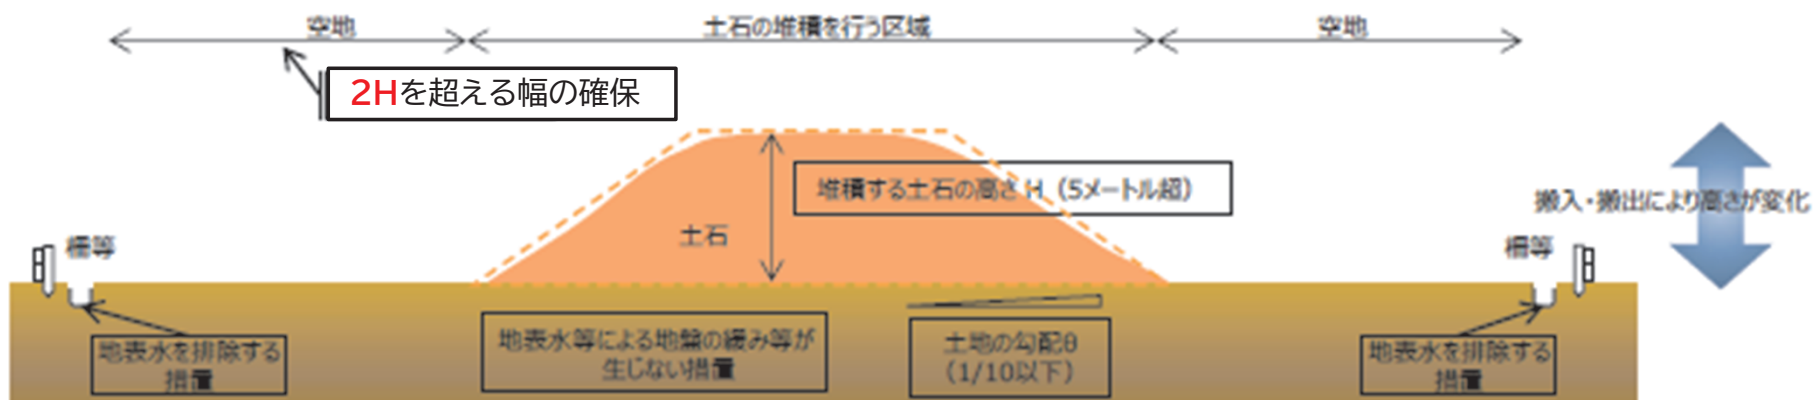 空地
土石の堆積を行う区域
空地
2Hを超える幅の確保
堆積する土石の高さ H（5メートル超）
搬入・搬出により高さが変化
土石
柵等
柵等
地表水を排除する
措置
地表水等による地盤の緩み等が
生じない措置
土地の勾配θ
（1/10以下）
地表水を排除する
措置